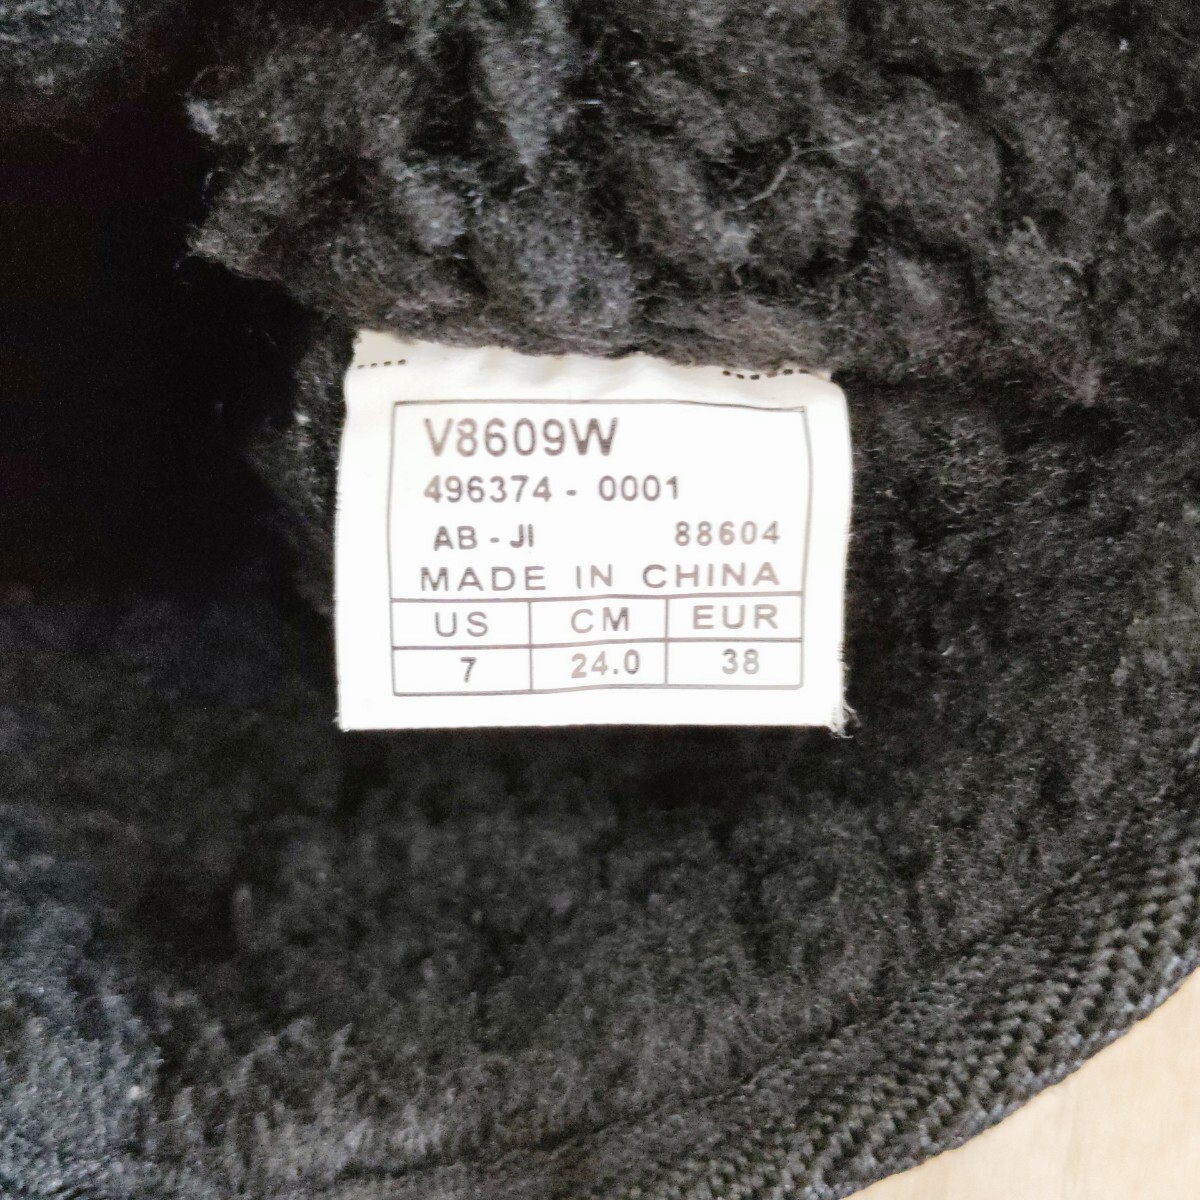 V8609W
496374 - 0001
AB - JI 88604
MADE IN CHINA
US CM EUR
7 24.0 38